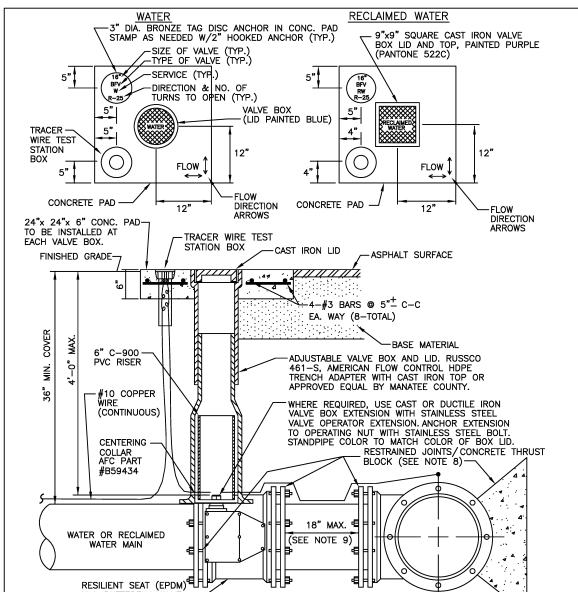 WATER
3" DIA. BRONZE TAG DISC ANCHOR IN CONC. PAD
STAMP AS NEEDED W/2" HOOKED ANCHOR (TYP.)
SIZE OF VALVE (TYP.)
TYPE OF VALVE (TYP.)
SERVICE (TYP.)
DIRECTION & NO. OF
TURNS TO OPEN (TYP.)
5"
16"
BFV
W
R-25
5"
5"
TRACER
WIRE TEST
STATION
BOX
5"
VALVE BOX
(LID PAINTED BLUE)
WATER
12"
FLOW
CONCRETE PAD
12"
FLOW
DIRECTION
ARROWS
RECLAIMED WATER
9"x9" SQUARE CAST IRON VALVE
BOX LID AND TOP, PAINTED PURPLE
(PANTONE 522C)
5"
16"
BFV
RW
R-25
5"
4"
4"
RECLAIMED
WATER
12"
FLOW
CONCRETE PAD
12"
FLOW
DIRECTION
ARROWS
24"x 24"x 6" CONC. PAD
TO BE INSTALLED AT
EACH VALVE BOX.
TRACER WIRE TEST
STATION BOX
CAST IRON LID
ASPHALT SURFACE
FINISHED GRADE
6"
4-#3 BARS @ 5"± C-C
EA. WAY (8-TOTAL)
BASE MATERIAL
36" MIN. COVER
4'-0" MAX.
6" C-900
PVC RISER
ADJUSTABLE VALVE BOX AND LID. RUSSCO
461-S, AMERICAN FLOW CONTROL HDPE
TRENCH ADAPTER WITH CAST IRON TOP OR
APPROVED EQUAL BY MANATEE COUNTY.
#10 COPPER
WIRE
(CONTINUOUS)
WHERE REQUIRED, USE CAST OR DUCTILE IRON
VALVE BOX EXTENSION WITH STAINLESS STEEL
VALVE OPERATOR EXTENSION. ANCHOR EXTENSION
TO OPERATING NUT WITH STAINLESS STEEL BOLT.
STANDPIPE COLOR TO MATCH COLOR OF BOX LID.
CENTERING
COLLAR
AFC PART
#B59434
RESTRAINED JOINTS/CONCRETE THRUST
BLOCK (SEE NOTE 8)
WATER OR RECLAIMED
WATER MAIN
18" MAX.
(SEE NOTE 9)
RESILIENT SEAT (EPDM)